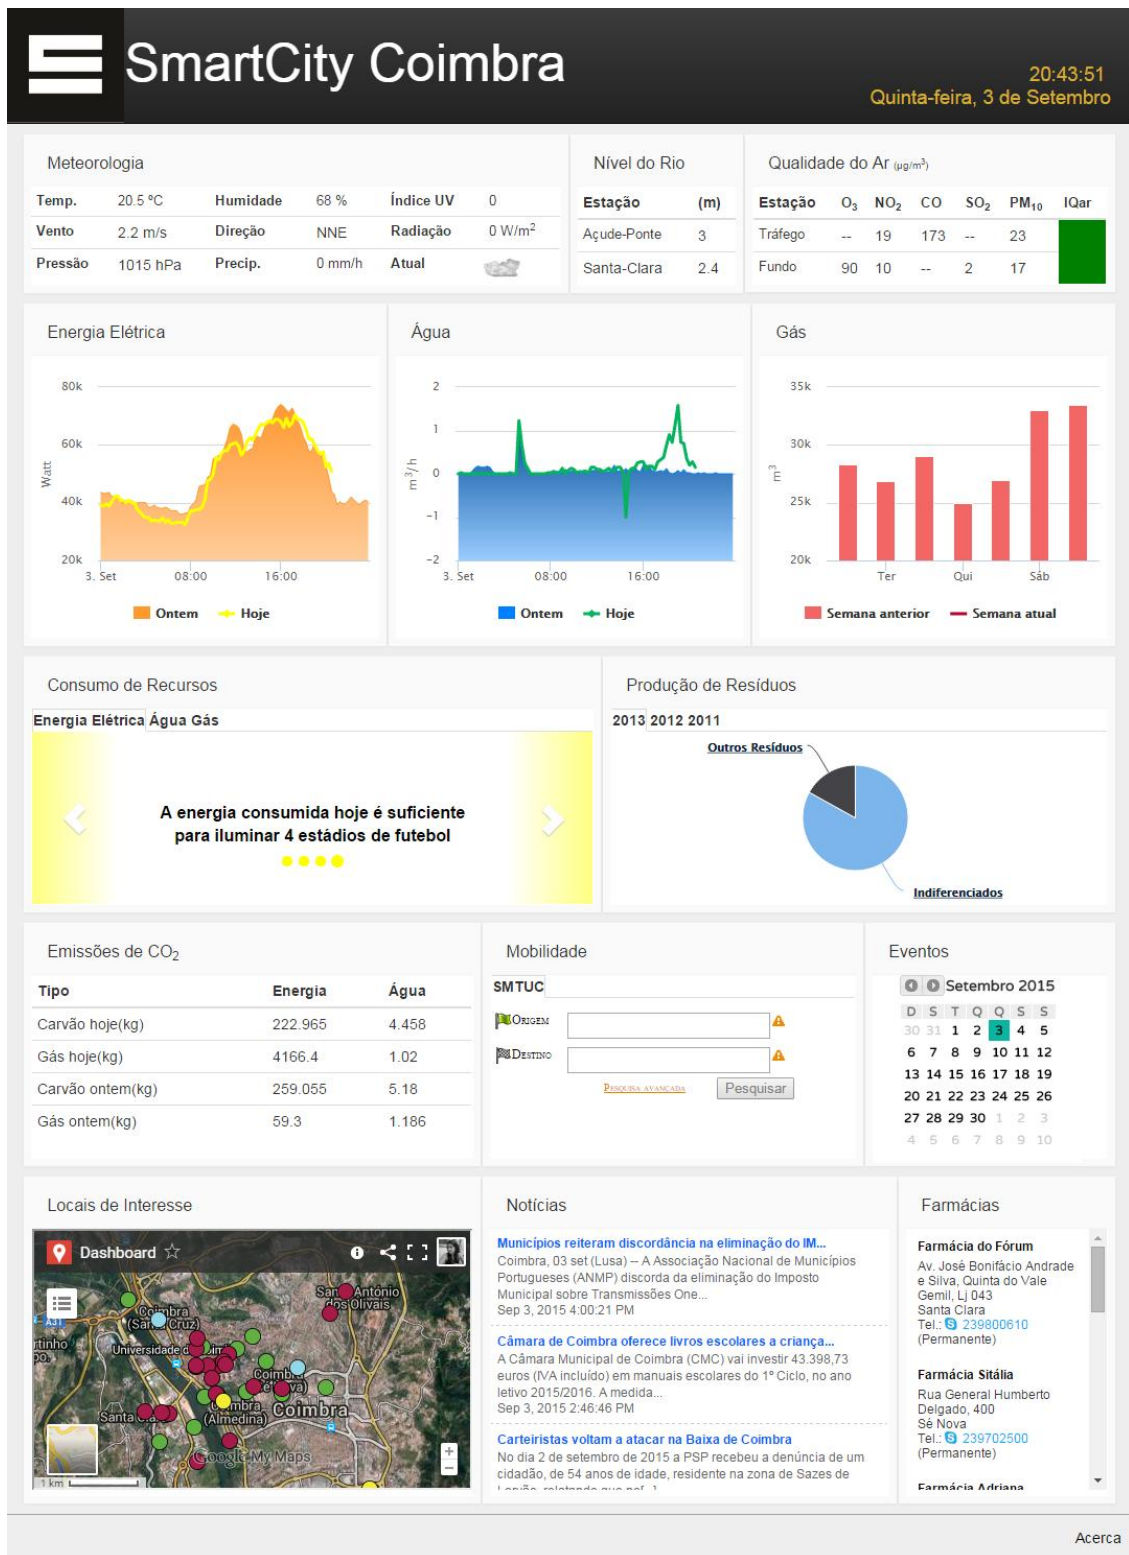 SmartCity Coimbra
20:43:51
Quinta-feira, 3 de Setembro
Meteorologia
Temp. 20.5 ºC Humidade 68 % Índice UV 0
Vento 2.2 m/s Direção NNE Radiação 0 W/m²
Pressão 1015 hPa Precip. 0 mm/h Atual
Nível do Rio
Estação (m)
Açude-Ponte 3
Santa-Clara 2.4
Qualidade do Ar (µg/m³)
Estação O₃ NO₂ CO SO₂ PM₁₀ IQar
Tráfego -- 19 173 -- 23
Fundo 90 10 -- 2 17
Energia Elétrica
80k
60k
40k
20k
Watt
3. Set 08:00 16:00
Ontem Hoje
Água
2
1
0
−1
−2
m³/h
3. Set 08:00 16:00
Ontem Hoje
Gás
35k
30k
25k
20k
m³
Ter Qui Sáb
Semana anterior Semana atual
Consumo de Recursos
Energia Elétrica Água Gás
A energia consumida hoje é suficiente
para iluminar 4 estádios de futebol
Produção de Resíduos
2013 2012 2011
Outros Resíduos
Indiferenciados
Emissões de CO₂
Tipo Energia Água
Carvão hoje(kg) 222.965 4.458
Gás hoje(kg) 4166.4 1.02
Carvão ontem(kg) 259.055 5.18
Gás ontem(kg) 59.3 1.186
Mobilidade
SMTUC
Origem
Destino
Pesquisa avançada Pesquisar
Eventos
Setembro 2015
D S T Q Q S S
30 31 1 2 3 4 5
6 7 8 9 10 11 12
13 14 15 16 17 18 19
20 21 22 23 24 25 26
27 28 29 30 1 2 3
4 5 6 7 8 9 10
Locais de Interesse
Dashboard
Santo António
dos Olivais
Coimbra
(Santa Cruz)
A31
Universidade de Coimbra
Santa Clara
(Almedina)
Coimbra
Google My Maps
1 km
Notícias
Municípios reiteram discordância na eliminação do IM...
Coimbra, 03 set (Lusa) -- A Associação Nacional de Municípios
Portugueses (ANMP) discorda da eliminação do Imposto
Municipal sobre Transmissões One...
Sep 3, 2015 4:00:21 PM
Câmara de Coimbra oferece livros escolares a criança...
A Câmara Municipal de Coimbra (CMC) vai investir 43.398,73
euros (IVA incluído) em manuais escolares do 1º Ciclo, no ano
letivo 2015/2016. A medida...
Sep 3, 2015 2:46:46 PM
Carteiristas voltam a atacar na Baixa de Coimbra
No dia 2 de setembro de 2015 a PSP recebeu a denúncia de um
cidadão, de 54 anos de idade, residente na zona de Sazes de
Farmácias
Farmácia do Fórum
Av. José Bonifácio Andrade
e Silva, Quinta do Vale
Gemil, Lj 043
Santa Clara
Tel.: 239800610
(Permanente)
Farmácia Sitália
Rua General Humberto
Delgado, 400
Sé Nova
Tel.: 239702500
(Permanente)
Farmácia Adriana
Acerca